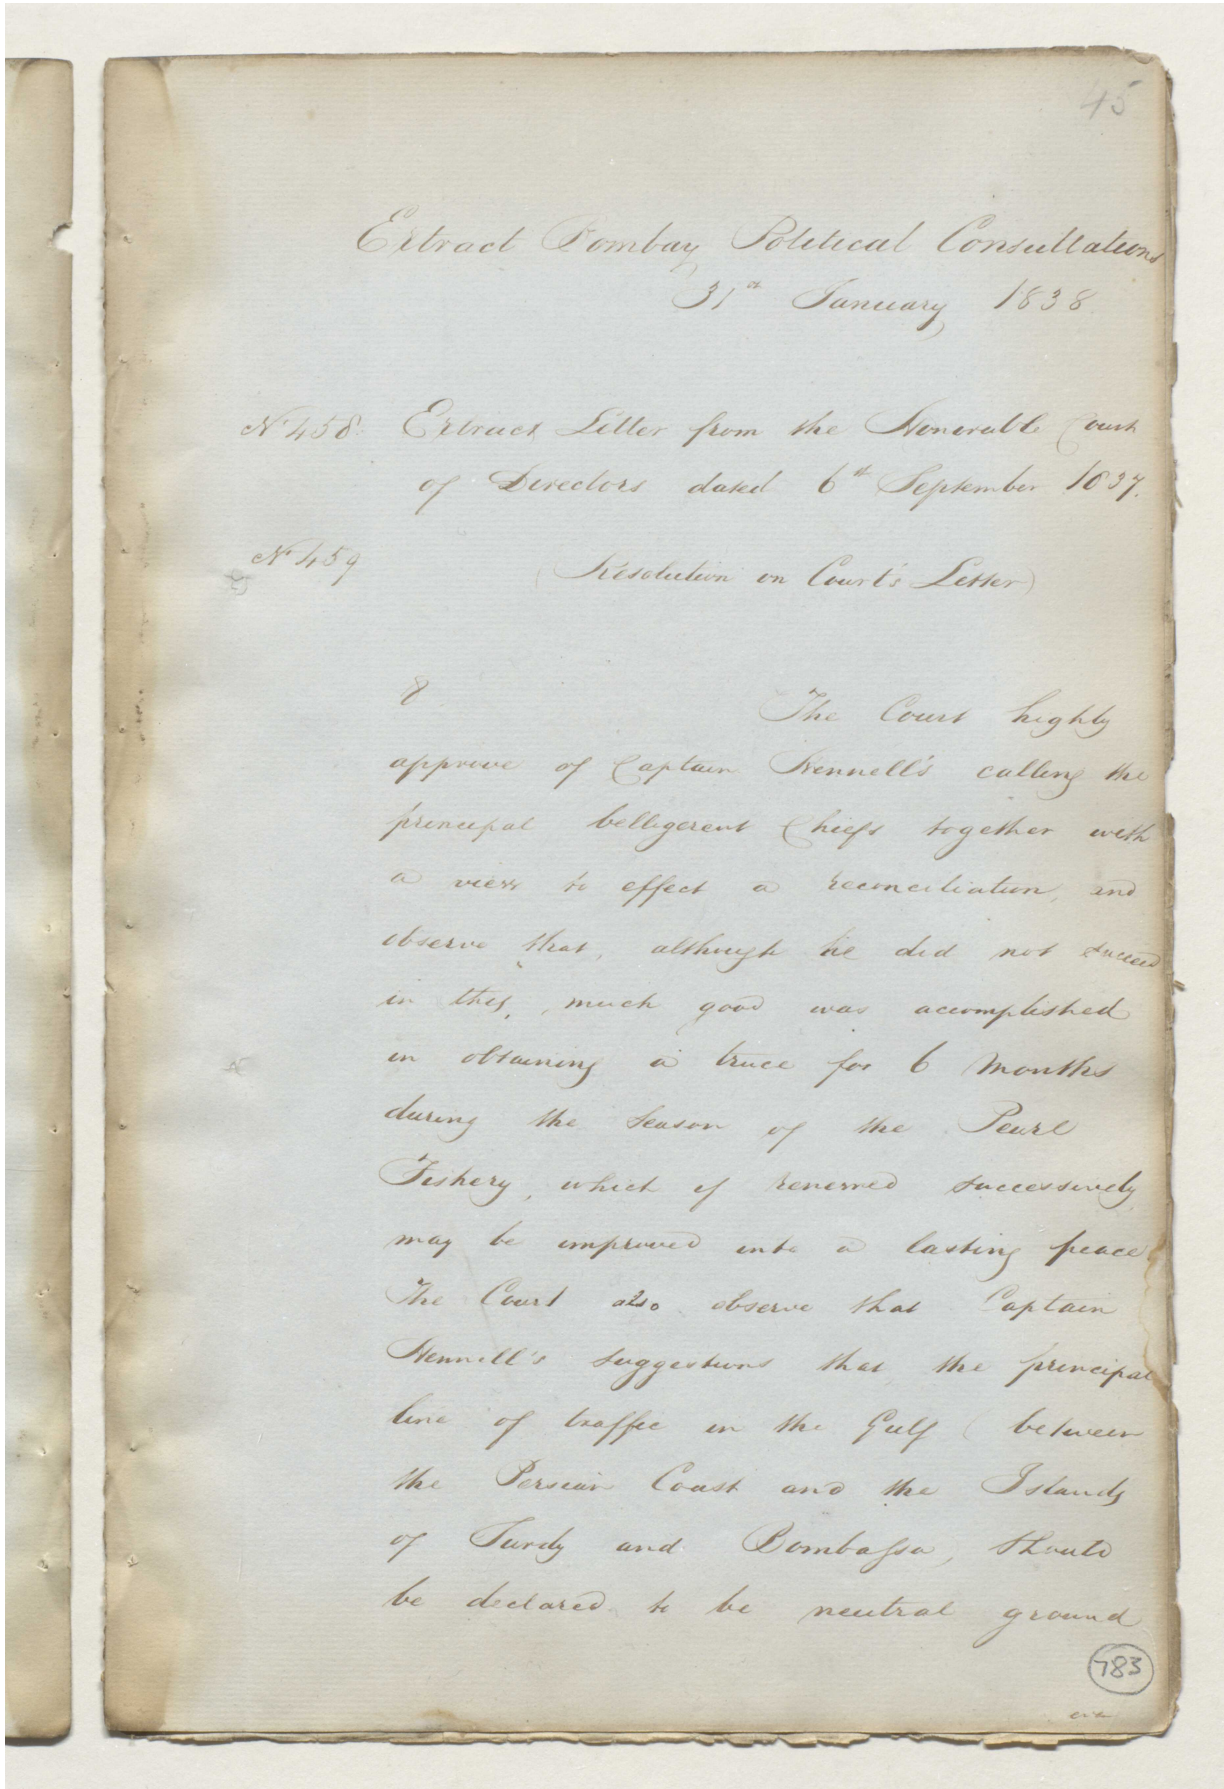 45
Extract Bombay Political Consultations
31st January 1838.
No 458. Extract Letter from the Honorable Court
of Directors dated 6th September 1837.
No 459
(Resolution on Court's Letter)
8 The Court highly
approve of Captain Hennell's calling the
principal belligerent Chiefs together with
a view to effect a reconciliation, and
observe that, although he did not succeed
in this, much good was accomplished
in obtaining a truce for 6 Months
during the season of the Pearl
Fishery, which if renewed successively
may be improved into a lasting peace
The Court also observe that Captain
Hennell's suggestions that the principal
line of traffic in the Gulf (between
the Persian Coast and the Islands
of Surdy and Bombassa, should
be declared to be neutral ground
783